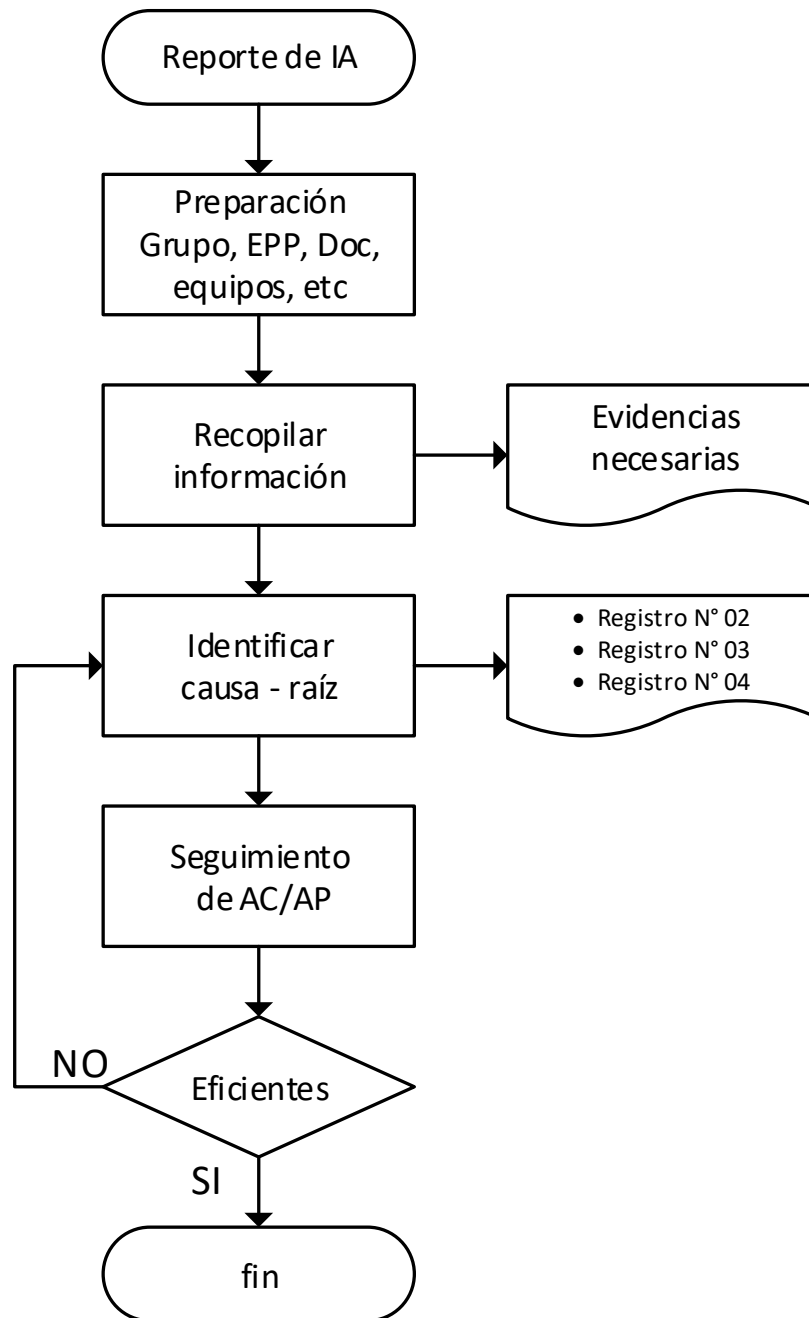 Reporte de IA
Preparación
Grupo, EPP, Doc,
equipos, etc
Recopilar
información
Evidencias
necesarias
Identificar
causa - raíz
• Registro N° 02
• Registro N° 03
• Registro N° 04
Seguimiento
de AC/AP
NO
Eficientes
SI
fin